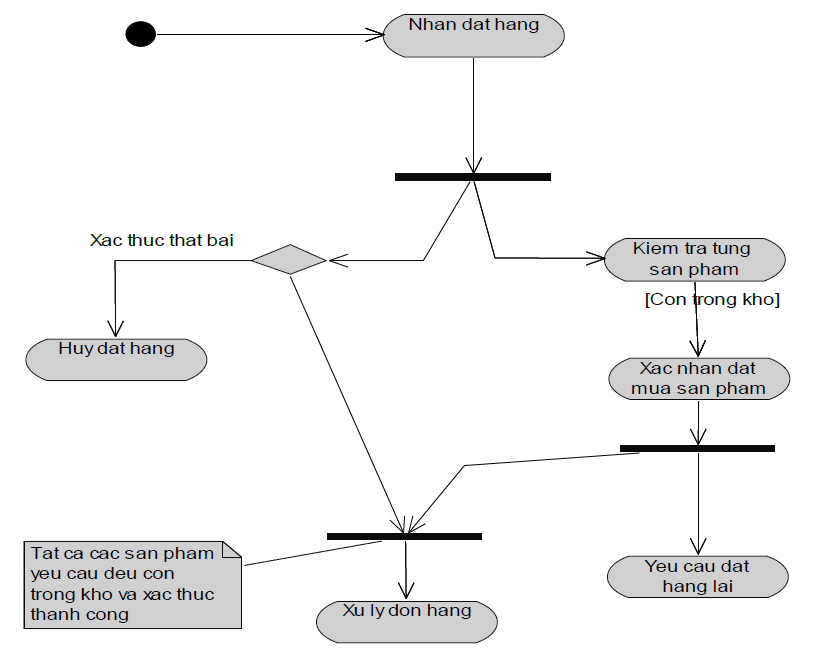 Nhan dat hang
Xac thuc that bai
Kiem tra tung
san pham
[Con trong kho]
Huy dat hang
Xac nhan dat
mua san pham
Tat ca cac san pham
yeu cau deu con
trong kho va xac thuc
thanh cong
Yeu cau dat
hang lai
Xu ly don hang